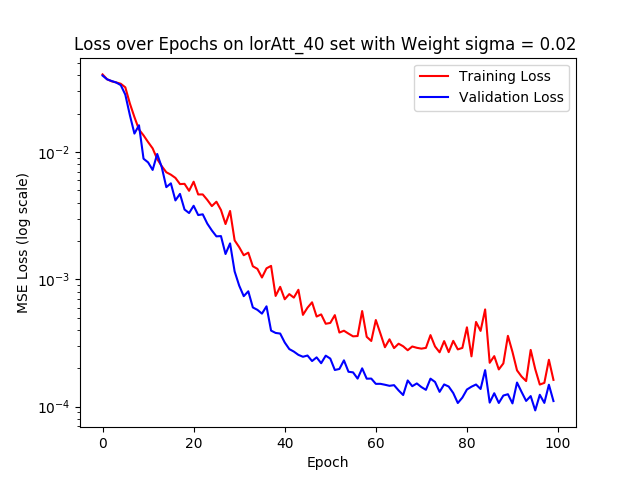 Loss over Epochs on lorAtt_40 set with Weight sigma = 0.02
Training Loss
Validation Loss
MSE Loss (log scale)
10⁻²
10⁻³
10⁻⁴
0 20 40 60 80 100
Epoch